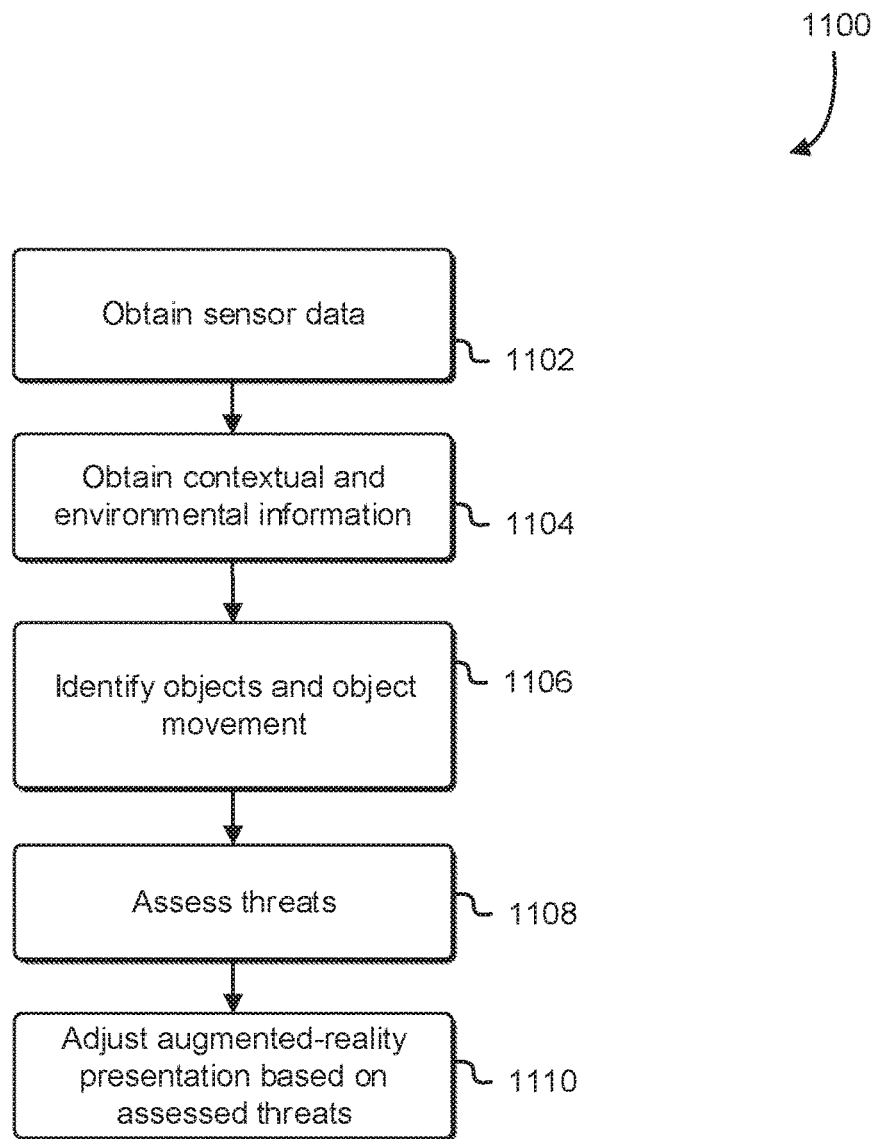 1100
Obtain sensor data
1102
Obtain contextual and
environmental information
1104
Identify objects and object
movement
1106
Assess threats
1108
Adjust augmented-reality
presentation based on
assessed threats
1110